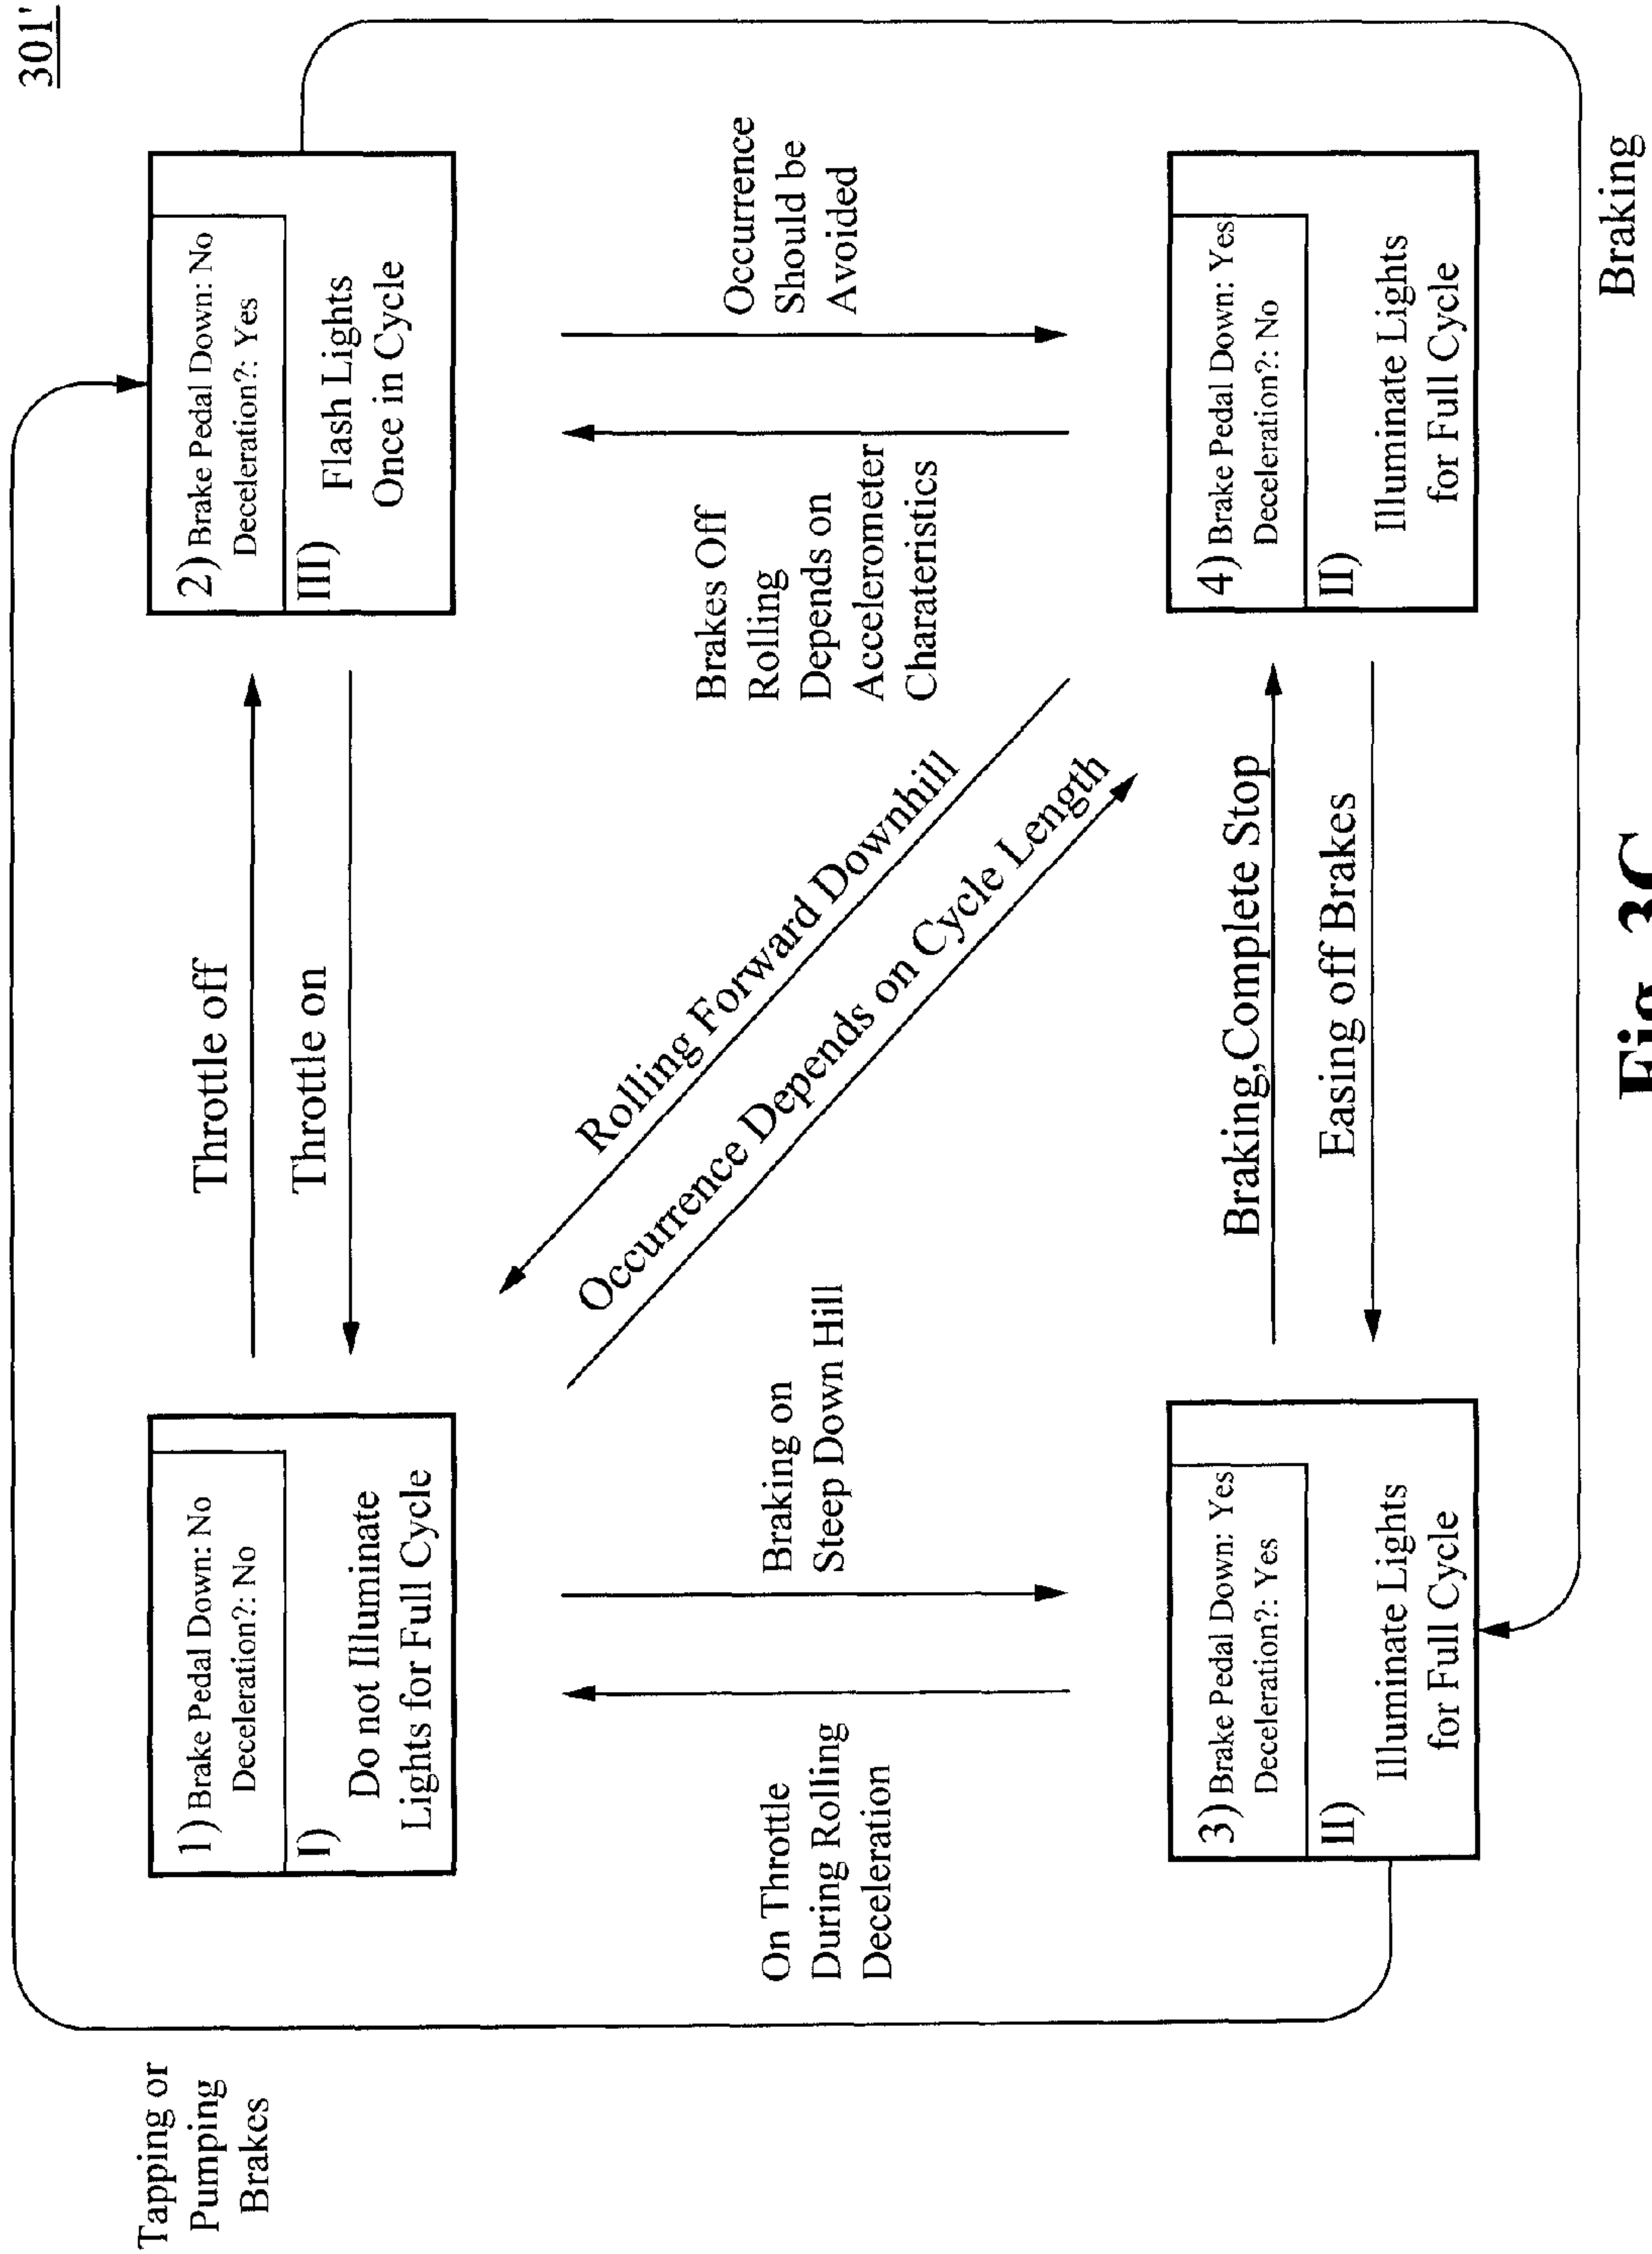 301'
Tapping or
Pumping
Brakes
1) Brake Pedal Down: No
Deceleration?: No
I)
Do not Illuminate
Lights for Full Cycle
Throttle off
Throttle on
2) Brake Pedal Down: No
Deceleration?: Yes
III)
Flash Lights
Once in Cycle
On Throttle
During Rolling
Deceleration
Braking on
Steep Down Hill
Rolling Forward Downhill
Occurrence Depends on Cycle Length
Brakes Off
Rolling
Depends on
Accelerometer
Charateristics
Occurrence
Should be
Avoided
3) Brake Pedal Down: Yes
Deceleration?: Yes
II)
Illuminate Lights
for Full Cycle
Braking,Complete Stop
Easing off Brakes
4) Brake Pedal Down: Yes
Deceleration?: No
II)
Illuminate Lights
for Full Cycle
Braking
Fig. 3C